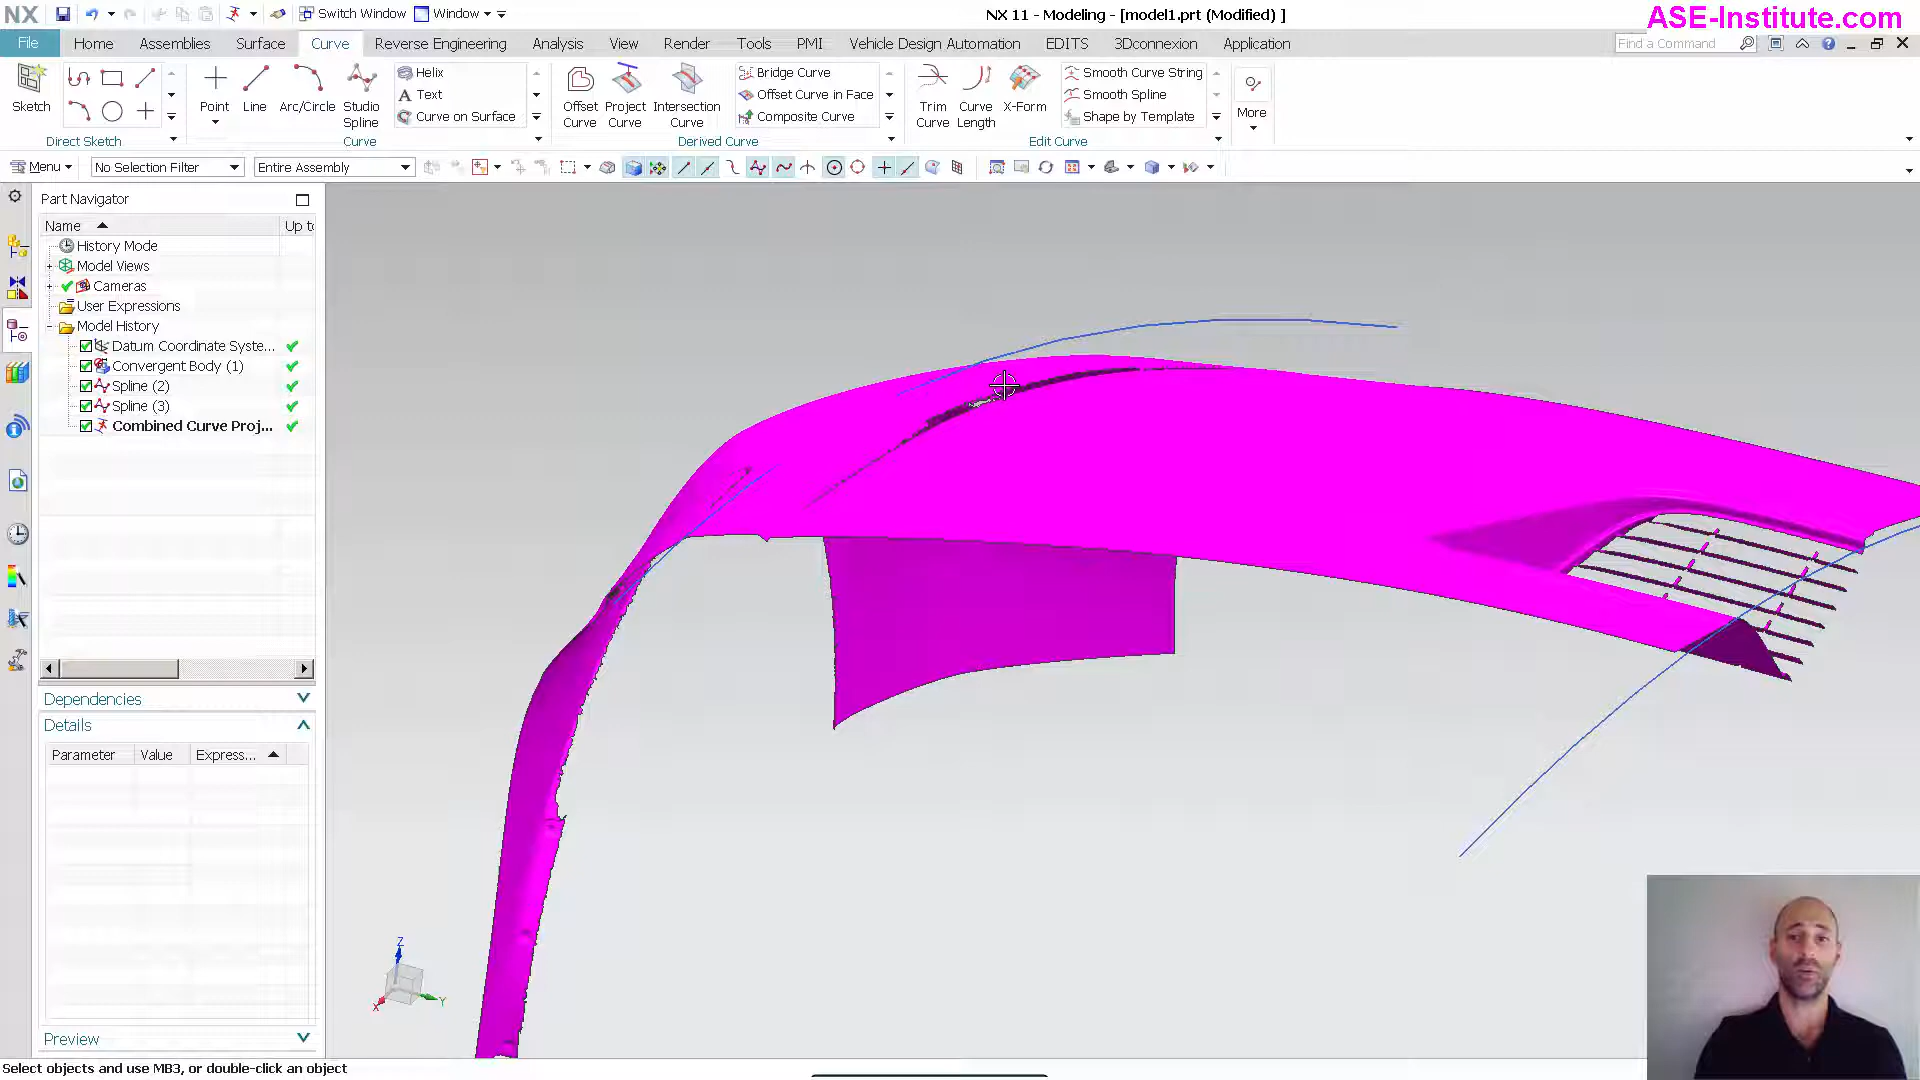 NX
Switch Window
Window
NX 11 - Modeling - [model1.prt (Modified) ]
ASE-Institute.com
File
Home
Assemblies
Surface
Curve
Reverse Engineering
Analysis
View
Render
Tools
PMI
Vehicle Design Automation
EDITS
3Dconnexion
Application
Find a Command
Sketch
Point
Line
Arc/Circle
Studio
Spline
Helix
Text
Curve on Surface
Offset
Curve
Project
Curve
Intersection
Curve
Bridge Curve
Offset Curve in Face
Composite Curve
Trim
Curve
Curve
Length
X-Form
Smooth Curve String
Smooth Spline
Shape by Template
More
Direct Sketch
Curve
Derived Curve
Edit Curve
Menu
No Selection Filter
Entire Assembly
Part Navigator
Name
Up to
History Mode
Model Views
Cameras
User Expressions
Model History
Datum Coordinate Syste...
Convergent Body (1)
Spline (2)
Spline (3)
Combined Curve Proj...
Dependencies
Details
Parameter
Value
Express...
Preview
Z
X
Y
Select objects and use MB3, or double-click an object